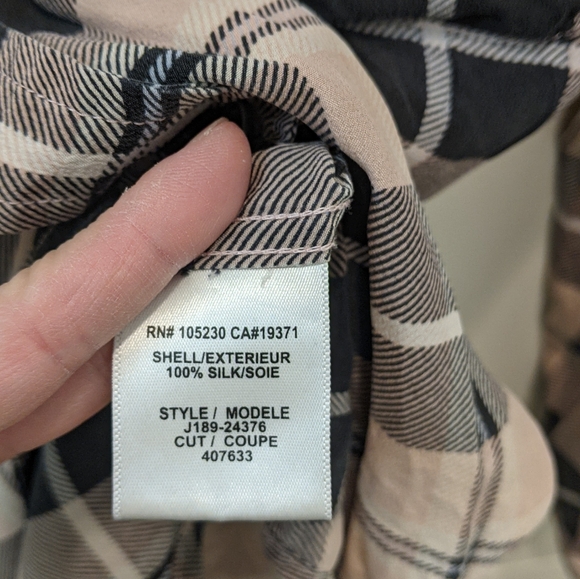 RN# 105230 CA#19371
SHELL/EXTERIEUR
100% SILK/SOIE
STYLE / MODELE
J189-24376
CUT / COUPE
407633